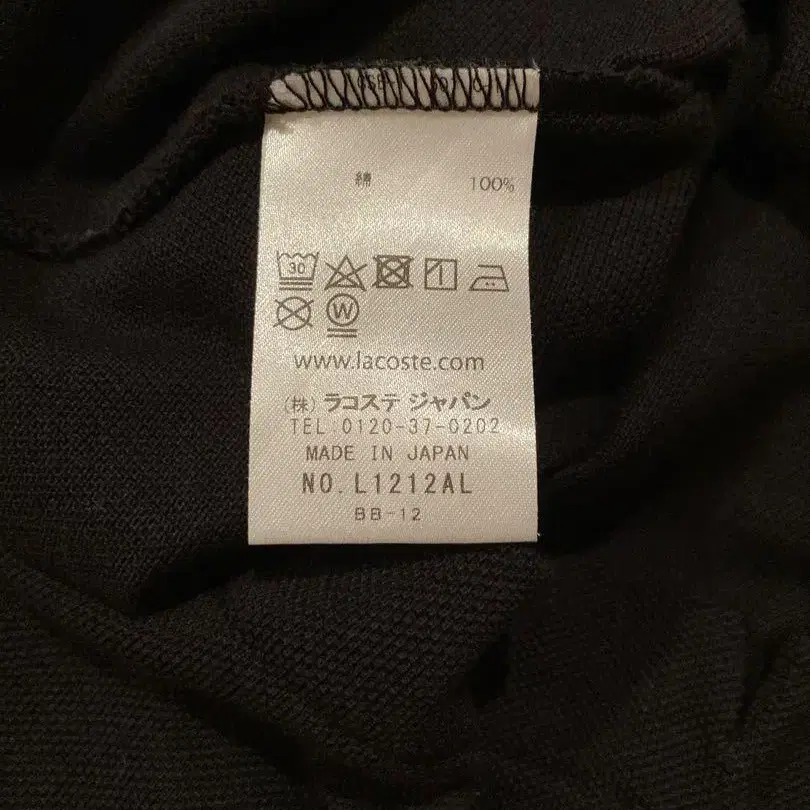 綿 100%
30
W
www.lacoste.com
(株) ラコステ ジャパン
TEL.0120-37-0202
MADE IN JAPAN
NO. L1212AL
BB-12